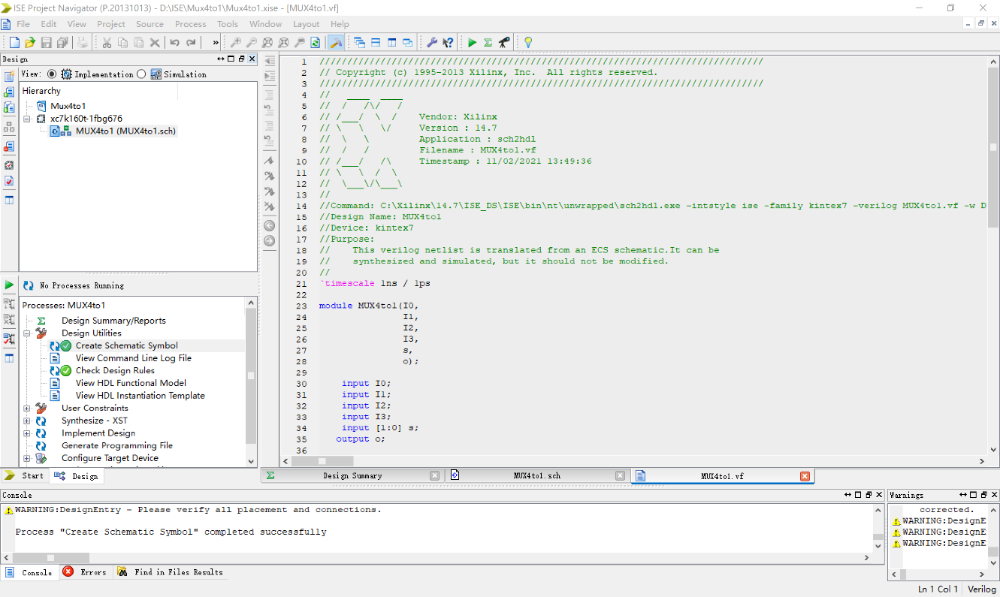 ISE Project Navigator (P.20131013) - D:\ISE\Mux4to1\Mux4to1.xise - [MUX4to1.vf]
File Edit View Project Source Process Tools Window Layout Help
»
Design
View: Implementation Simulation
Hierarchy
Mux4to1
xc7k160t-1fbg676
MUX4to1 (MUX4to1.sch)
No Processes Running
Processes: MUX4to1
Design Summary/Reports
Design Utilities
Create Schematic Symbol
View Command Line Log File
Check Design Rules
View HDL Functional Model
View HDL Instantiation Template
User Constraints
Synthesize - XST
Implement Design
Generate Programming File
Configure Target Device
Start Design
1 ////////////////////////////////////////////////////////////////////////////////
2 // Copyright (c) 1995-2013 Xilinx, Inc.  All rights reserved.
3 ////////////////////////////////////////////////////////////////////////////////
4 //   ____  ____
5 //  /   /\/   /
6 // /___/  \  /    Vendor: Xilinx
7 // \   \   \/     Version : 14.7
8 //  \   \         Application : sch2hdl
9 //  /   /         Filename : MUX4to1.vf
10 // /___/   /\     Timestamp : 11/02/2021 13:49:36
11 // \   \  /  \
12 //  \___\/\___\
13 //
14 //Command: C:\Xilinx\14.7\ISE_DS\ISE\bin\nt\unwrapped\sch2hdl.exe -intstyle ise -family kintex7 -verilog MUX4to1.vf -w D
15 //Design Name: MUX4to1
16 //Device: kintex7
17 //Purpose:
18 //    This verilog netlist is translated from an ECS schematic.It can be
19 //    synthesized and simulated, but it should not be modified.
20 //
21 `timescale 1ns / 1ps
22
23 module MUX4to1(I0,
24 I1,
25 I2,
26 I3,
27 s,
28 o);
29
30 input I0;
31 input I1;
32 input I2;
33 input I3;
34 input [1:0] s;
35 output o;
36
Design Summary MUX4to1.sch MUX4to1.vf
Console
WARNING:DesignEntry - Please verify all placement and connections.
Process "Create Schematic Symbol" completed successfully
Console Errors Find in Files Results
Warnings
corrected.
WARNING:DesignE
WARNING:DesignE
WARNING:DesignE
Ln 1 Col 1 Verilog